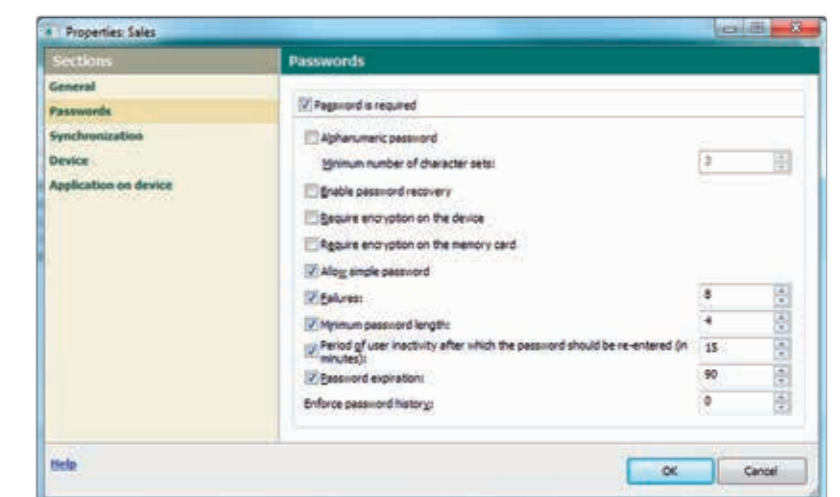 Properties: Sales
Sections
Passwords
General
Passwords
Synchronization
Device
Application on device
Password is required
Alphanumeric password
Minimum number of character sets:
3
Enable password recovery
Require encryption on the device
Require encryption on the memory card
Allow simple password
Failures:
8
Minimum password length:
4
Period of user inactivity after which the password should be re-entered (in
minutes):
15
Password expiration:
90
Enforce password history:
0
Help
OK
Cancel